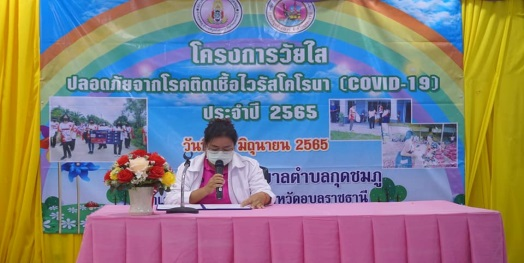 โครงการวัยใส
ปลอดภัยจากโรคติดเชื้อไวรัสโคโรนา (COVID-19)
ประจำปี 2565
มิถุนายน 2565
ตำบลกุดชมภู
จังหวัดอุบลราชธานี